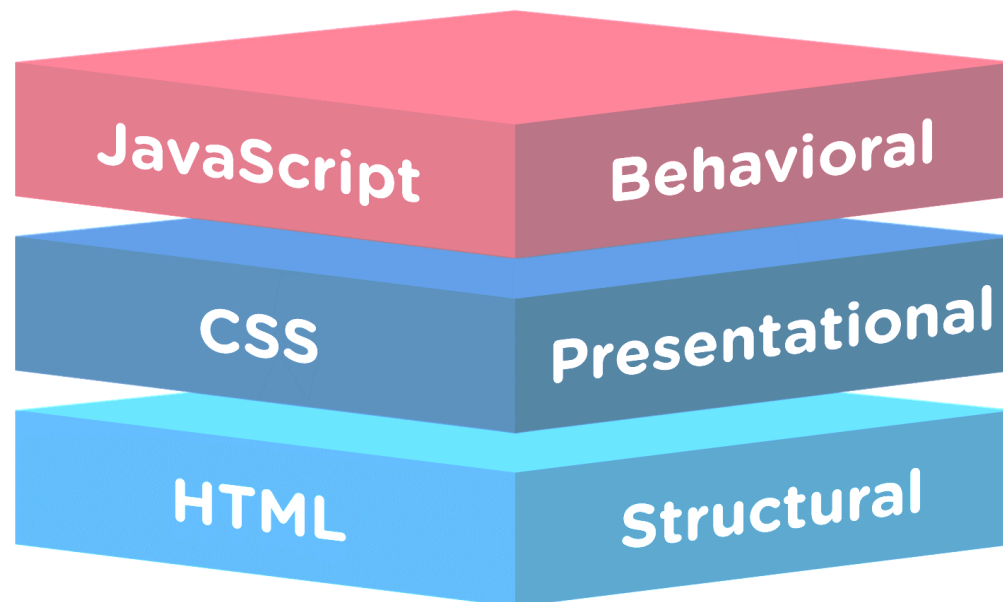 JavaScript
Behavioral
CSS
Presentational
HTML
Structural